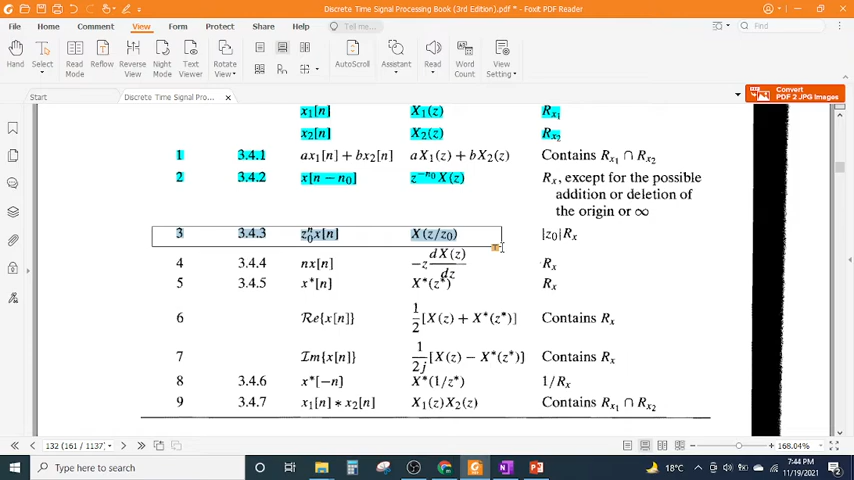 Discrete Time Signal Processing Book (3rd Edition).pdf * - Foxit PDF Reader
File Home Comment View Form Protect Share Help Tell me Find
Hand Select Read Mode Reflow Reverse View Text Viewer Rotate View AutoScroll Assistant Read Word Count View Setting
Start Discrete Time Signal Pro... Convert PDF 2 JPG Images
x₁[n] X₁(z) Rₓ₁
x₂[n] X₂(z) Rₓ₂
1 3.4.1 ax₁[n] + bx₂[n] aX₁(z) + bX₂(z) Contains Rₓ₁ ∩ Rₓ₂
2 3.4.2 x[n − n₀] z^{−n₀}X(z) Rₓ, except for the possible
addition or deletion of
the origin or ∞
3 3.4.3 z₀ⁿx[n] X(z/z₀) |z₀|Rₓ
4 3.4.4 nx[n] −z dX(z)/dz Rₓ
5 3.4.5 x*[n] X*(z*) Rₓ
6 Re{x[n]} 1/2 [X(z) + X*(z*)] Contains Rₓ
7 Im{x[n]} 1/2j [X(z) − X*(z*)] Contains Rₓ
8 3.4.6 x*[−n] X*(1/z*) 1/Rₓ
9 3.4.7 x₁[n] * x₂[n] X₁(z)X₂(z) Contains Rₓ₁ ∩ Rₓ₂
132 (161 / 1137) 168.04%
Type here to search 18°C 7:44 PM
11/19/2021